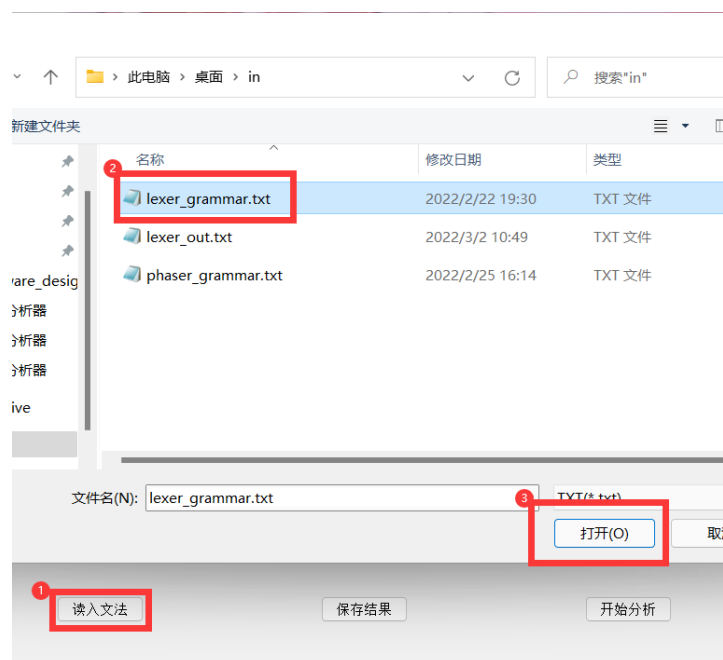 此电脑 > 桌面 > in
搜索"in"
新建文件夹
名称 修改日期 类型
2
lexer_grammar.txt 2022/2/22 19:30 TXT 文件
lexer_out.txt 2022/3/2 10:49 TXT 文件
phaser_grammar.txt 2022/2/25 16:14 TXT 文件
are_desig
分析器
分析器
分析器
ive
文件名(N): lexer_grammar.txt
3
TXT(*.txt)
打开(O)
1
读入文法 保存结果 开始分析